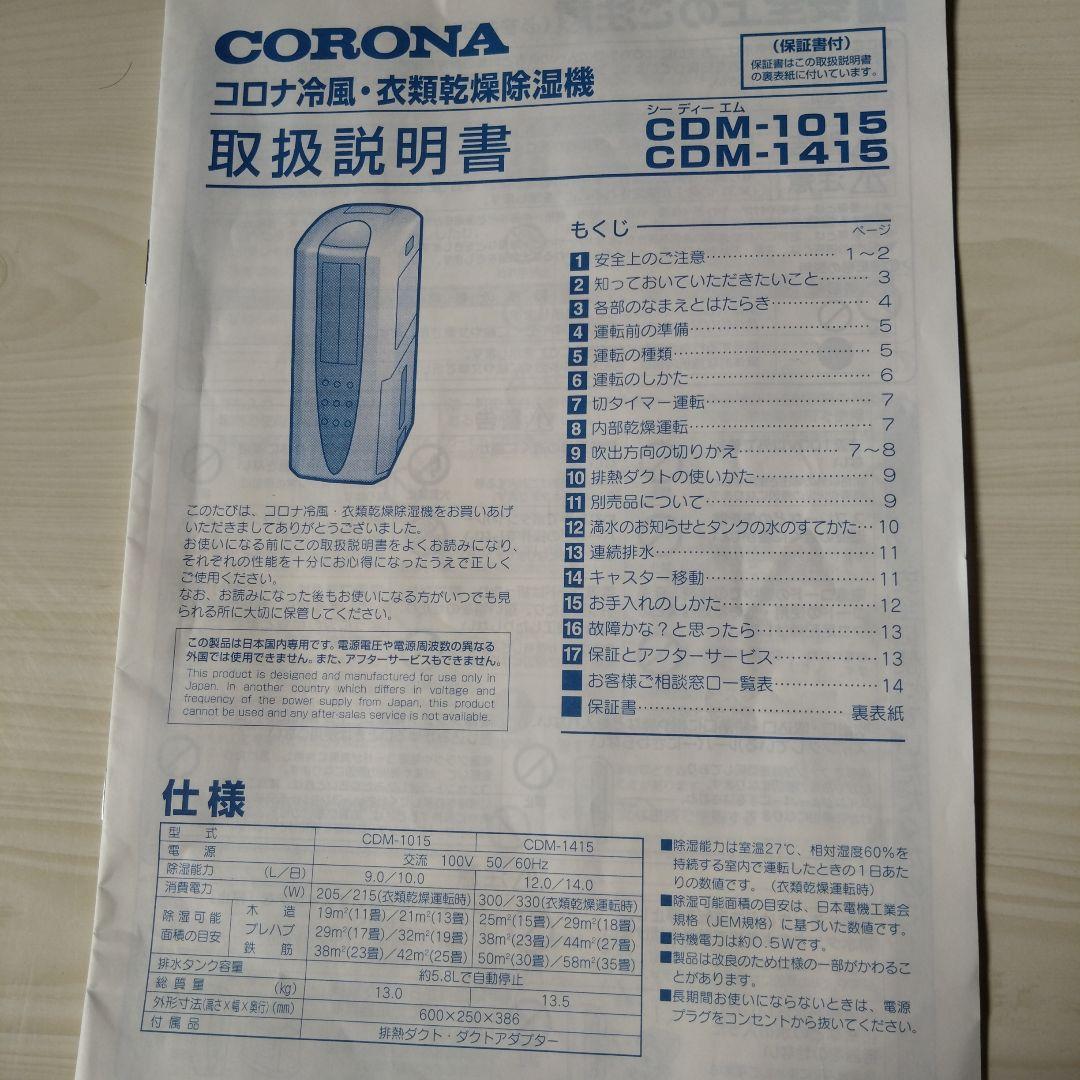 CORONA
コロナ冷風・衣類乾燥除湿機
取扱説明書
(保証書付)
保証書はこの取扱説明書
の裏表紙に付いています。
シー ディー エム
CDM-1015
CDM-1415
もくじ
ページ
1 安全上のご注意 1〜2
2 知っておいていただきたいこと 3
3 各部のなまえとはたらき 4
4 運転前の準備 5
5 運転の種類 5
6 運転のしかた 6
7 切タイマー運転 7
8 内部乾燥運転 7
9 吹出方向の切りかえ 7〜8
10 排熱ダクトの使いかた 9
11 別売品について 9
12 満水のお知らせとタンクの水のすてかた 10
13 連続排水 11
14 キャスター移動 11
15 お手入れのしかた 12
16 故障かな?と思ったら 13
17 保証とアフターサービス 13
お客様ご相談窓口一覧表 14
保証書 裏表紙
このたびは、コロナ冷風・衣類乾燥除湿機をお買いあげ
いただきましてありがとうございました。
お使いになる前にこの取扱説明書をよくお読みになり、
それぞれの性能を十分にお心得になったうえで正しく
ご使用ください。
なお、お読みになった後もお使いになる方がいつでも見
られる所に大切に保管してください。
この製品は日本国内専用です。電源電圧や電源周波数の異なる
外国では使用できません。また、アフターサービスもできません。
This product is designed and manufactured for use only in
Japan. In another country which differs in voltage and
frequency of the power supply from Japan, this product
cannot be used and any after-sales service is not available.
仕様
型式 CDM-1015 CDM-1415
電源 交流 100V 50/60Hz
除湿能力 (L/日) 9.0/10.0 12.0/14.0
消費電力 (W) 205/215(衣類乾燥運転時) 300/330(衣類乾燥運転時)
除湿可能面積の目安 木造 19m²(11畳)/21m²(13畳) 25m²(15畳)/29m²(18畳)
プレハブ 29m²(17畳)/32m²(19畳) 38m²(23畳)/44m²(27畳)
鉄筋 38m²(23畳)/42m²(25畳) 50m²(30畳)/58m²(35畳)
排水タンク容量 約5.8Lで自動停止
総質量 (kg) 13.0 13.5
外形寸法(高さ×幅×奥行)(mm) 600×250×386
付属品 排熱ダクト・ダクトアダプター
■除湿能力は室温27℃、相対湿度60%を
持続する室内で運転したときの1日あた
りの数値です。(衣類乾燥運転時)
■除湿可能面積の目安は、日本電機工業会
規格(JEM規格)に基づいた数値です。
■待機電力は約0.5Wです。
■製品は改良のため仕様の一部がかわるこ
とがあります。
■長期間お使いにならないときは、電源
プラグをコンセントから抜いてください。